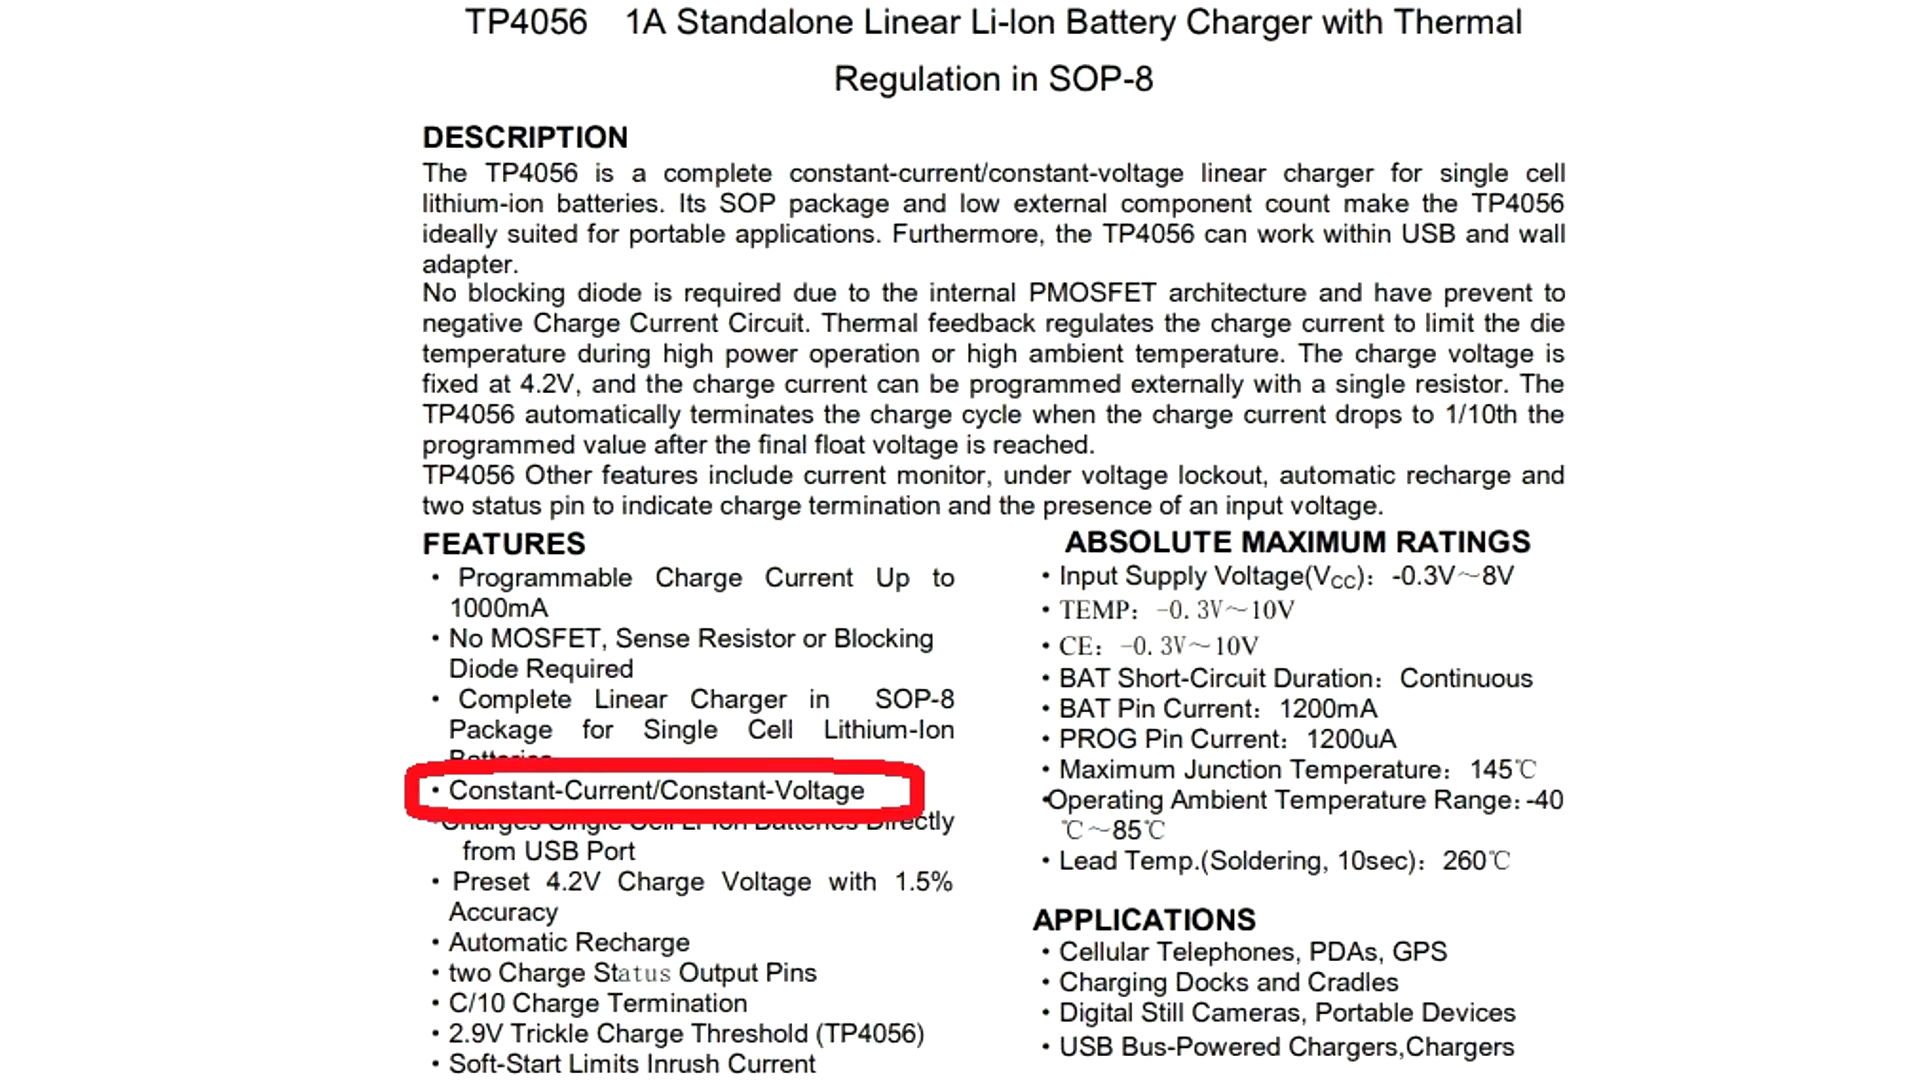 TP4056 1A Standalone Linear Li-lon Battery Charger with Thermal
Regulation in SOP-8
DESCRIPTION
The TP4056 is a complete constant-current/constant-voltage linear charger for single cell
lithium-ion batteries. Its SOP package and low external component count make the TP4056
ideally suited for portable applications. Furthermore, the TP4056 can work within USB and wall
adapter.
No blocking diode is required due to the internal PMOSFET architecture and have prevent to
negative Charge Current Circuit. Thermal feedback regulates the charge current to limit the die
temperature during high power operation or high ambient temperature. The charge voltage is
fixed at 4.2V, and the charge current can be programmed externally with a single resistor. The
TP4056 automatically terminates the charge cycle when the charge current drops to 1/10th the
programmed value after the final float voltage is reached.
TP4056 Other features include current monitor, under voltage lockout, automatic recharge and
two status pin to indicate charge termination and the presence of an input voltage.
FEATURES
· Programmable Charge Current Up to
1000mA
· No MOSFET, Sense Resistor or Blocking
Diode Required
· Complete Linear Charger in SOP-8
Package for Single Cell Lithium-Ion
Batteries
· Constant-Current/Constant-Voltage
·Charges Single Cell Li-Ion Batteries Directly
from USB Port
· Preset 4.2V Charge Voltage with 1.5%
Accuracy
· Automatic Recharge
· two Charge Status Output Pins
· C/10 Charge Termination
· 2.9V Trickle Charge Threshold (TP4056)
· Soft-Start Limits Inrush Current
ABSOLUTE MAXIMUM RATINGS
· Input Supply Voltage(VCC)：-0.3V～8V
· TEMP：-0.3V～10V
· CE：-0.3V～10V
· BAT Short-Circuit Duration：Continuous
· BAT Pin Current：1200mA
· PROG Pin Current：1200uA
· Maximum Junction Temperature：145℃
·Operating Ambient Temperature Range：-40
℃～85℃
· Lead Temp.(Soldering, 10sec)：260℃
APPLICATIONS
· Cellular Telephones, PDAs, GPS
· Charging Docks and Cradles
· Digital Still Cameras, Portable Devices
· USB Bus-Powered Chargers,Chargers